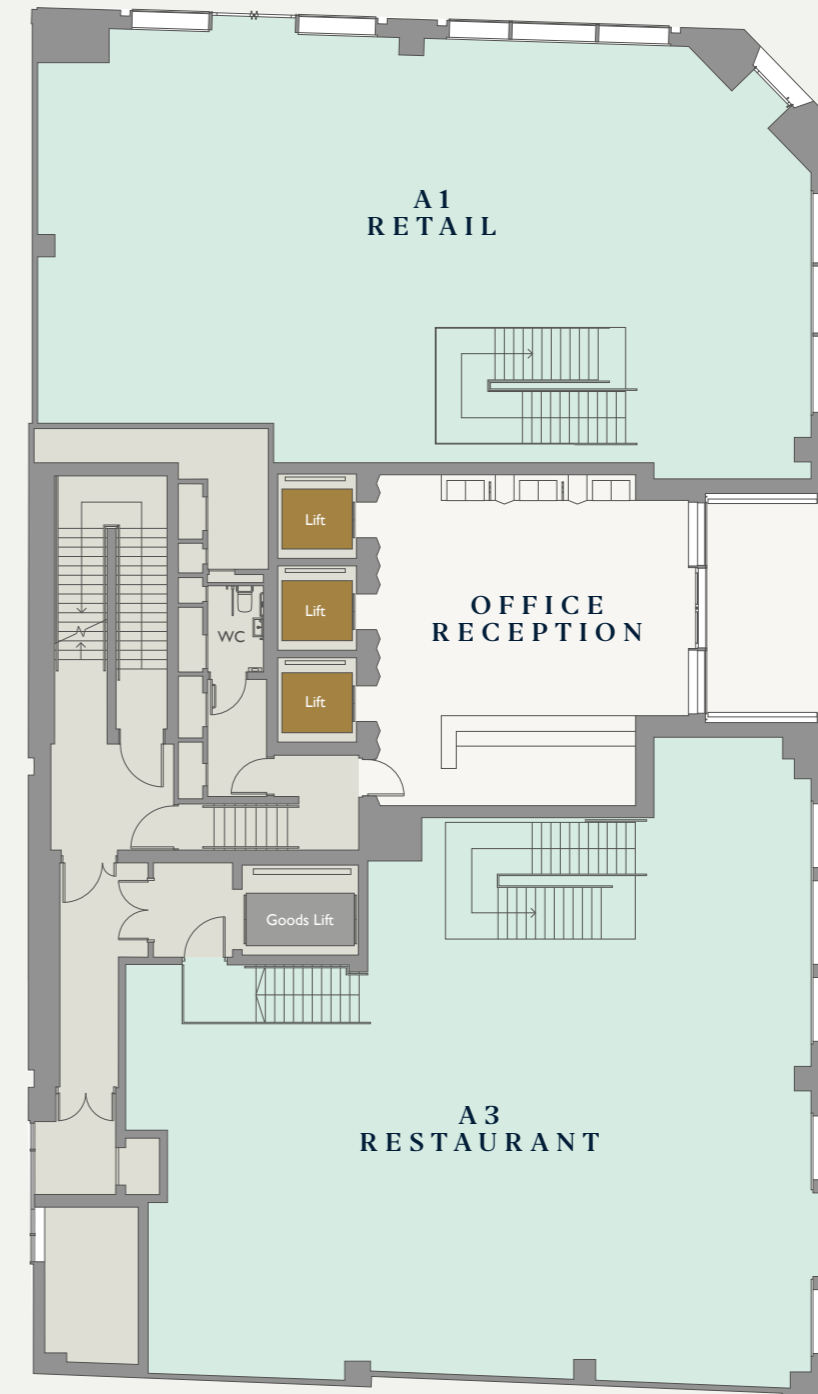 A1
RETAIL
Lift
OFFICE
RECEPTION
Lift
WC
Lift
Goods Lift
A3
RESTAURANT